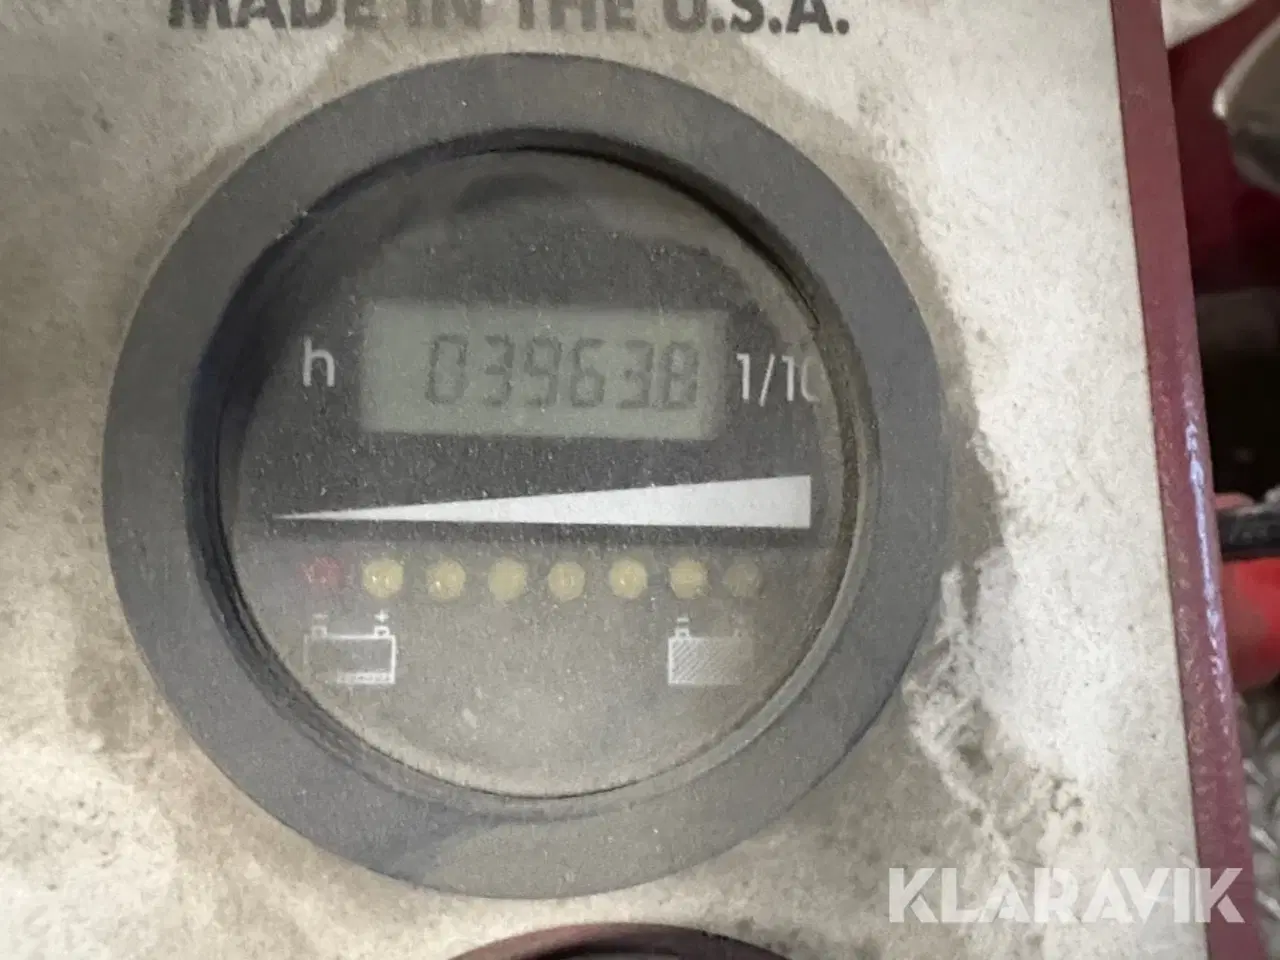 MADE IN THE U.S.A.
h 039638 1/10
- +
-
KLARAVIK